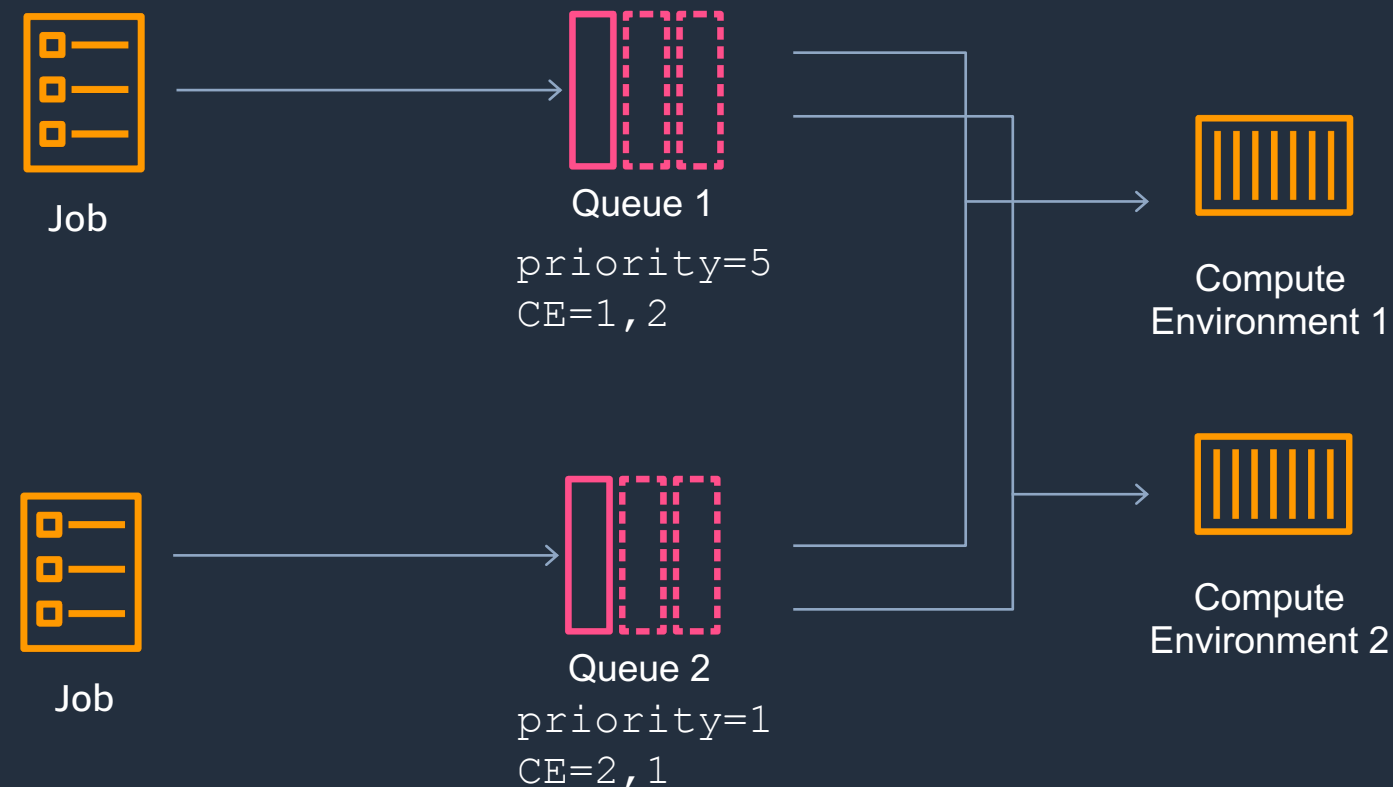 Job
Queue 1
priority=5
CE=1,2
Compute
Environment 1
Job
Queue 2
priority=1
CE=2,1
Compute
Environment 2